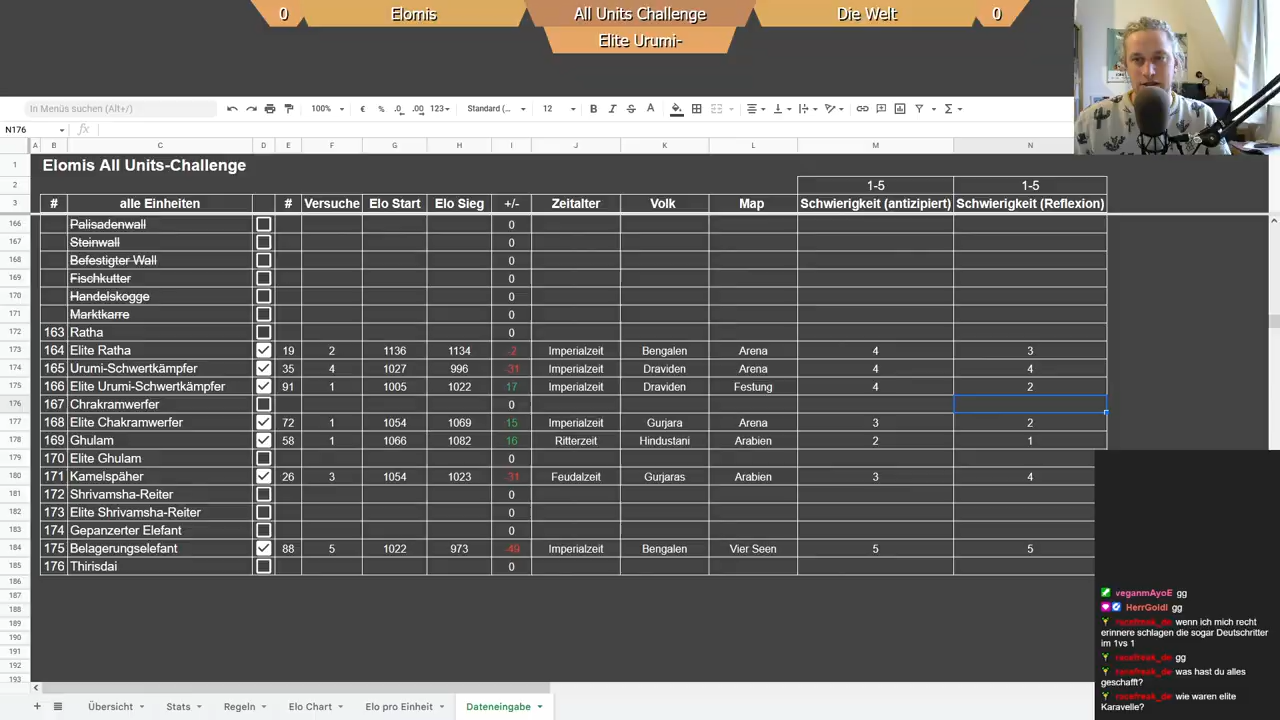 0 Elomis All Units Challenge Die Welt 0
Elite Urumi-
In Menüs suchen (Alt+/) 100% € % .0 .00 123 Standard (... 12 B I S A
N176 fx
A B C D E F G H I J K L M N
1 Elomis All Units-Challenge
2 1-5 1-5
3 # alle Einheiten # Versuche Elo Start Elo Sieg +/- Zeitalter Volk Map Schwierigkeit (antizipiert) Schwierigkeit (Reflexion)
166 Palisadenwall 0
167 Steinwall 0
168 Befestigter Wall 0
169 Fischkutter 0
170 Handelskogge 0
171 Marktkarre 0
172 163 Ratha 0
173 164 Elite Ratha 19 2 1136 1134 -2 Imperialzeit Bengalen Arena 4 3
174 165 Urumi-Schwertkämpfer 35 4 1027 996 -31 Imperialzeit Draviden Arena 4 4
175 166 Elite Urumi-Schwertkämpfer 91 1 1005 1022 17 Imperialzeit Draviden Festung 4 2
176 167 Chrakramwerfer 0
177 168 Elite Chakramwerfer 72 1 1054 1069 15 Imperialzeit Gurjara Arena 3 2
178 169 Ghulam 58 1 1066 1082 16 Ritterzeit Hindustani Arabien 2 1
179 170 Elite Ghulam 0
180 171 Kamelspäher 26 3 1054 1023 -31 Feudalzeit Gurjaras Arabien 3 4
181 172 Shrivamsha-Reiter 0
182 173 Elite Shrivamsha-Reiter 0
183 174 Gepanzerter Elefant 0
184 175 Belagerungselefant 88 5 1022 973 -49 Imperialzeit Bengalen Vier Seen 5 5
185 176 Thirisdai 0
186
187
188
189
190
191
192
193
veganmAyoE gg
HerrGoldi gg
racefreak_de wenn ich mich recht
erinnere schlagen die sogar Deutschritter
im 1vs 1
racefreak_de gg
racefreak_de was hast du alles
geschafft?
racefreak_de wie waren elite
Karavelle?
Übersicht Stats Regeln Elo Chart Elo pro Einheit Dateneingabe